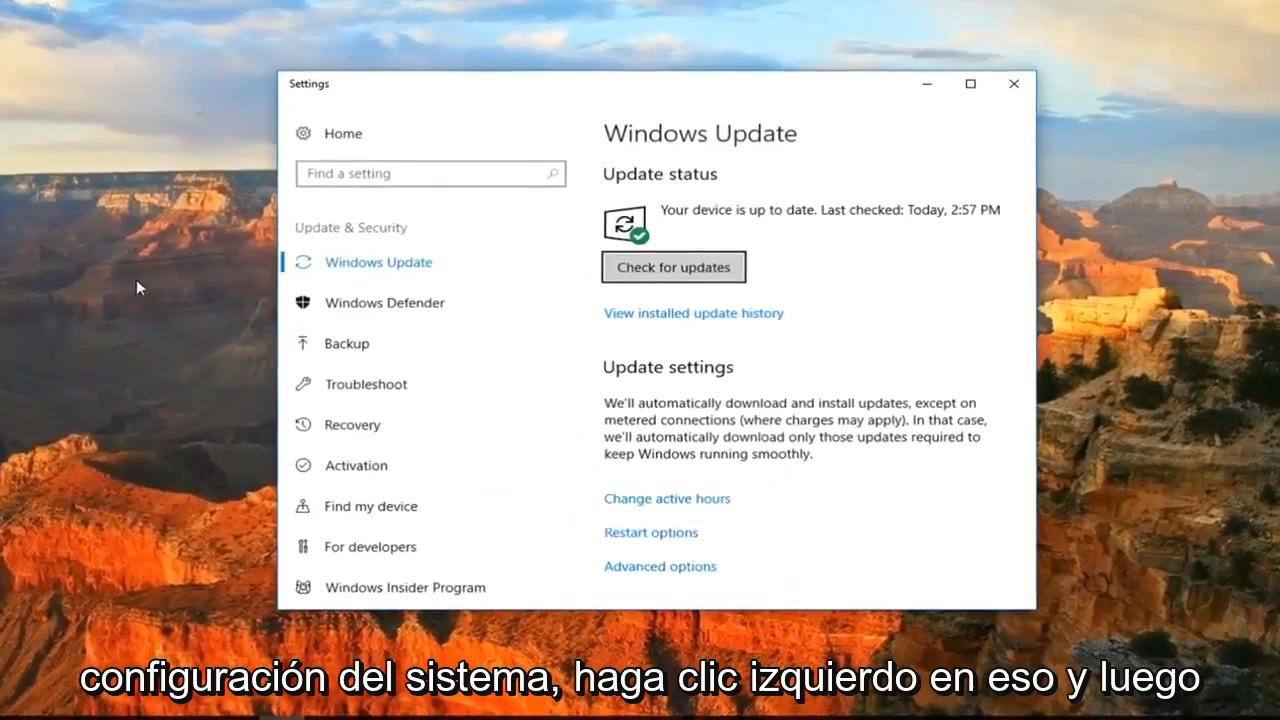 Settings
Home
Find a setting
Update & Security
Windows Update
Windows Defender
Backup
Troubleshoot
Recovery
Activation
Find my device
For developers
Windows Insider Program
Windows Update
Update status
Your device is up to date. Last checked: Today, 2:57 PM
Check for updates
View installed update history
Update settings
We'll automatically download and install updates, except on
metered connections (where charges may apply). In that case,
we'll automatically download only those updates required to
keep Windows running smoothly.
Change active hours
Restart options
Advanced options
configuración del sistema, haga clic izquierdo en eso y luego